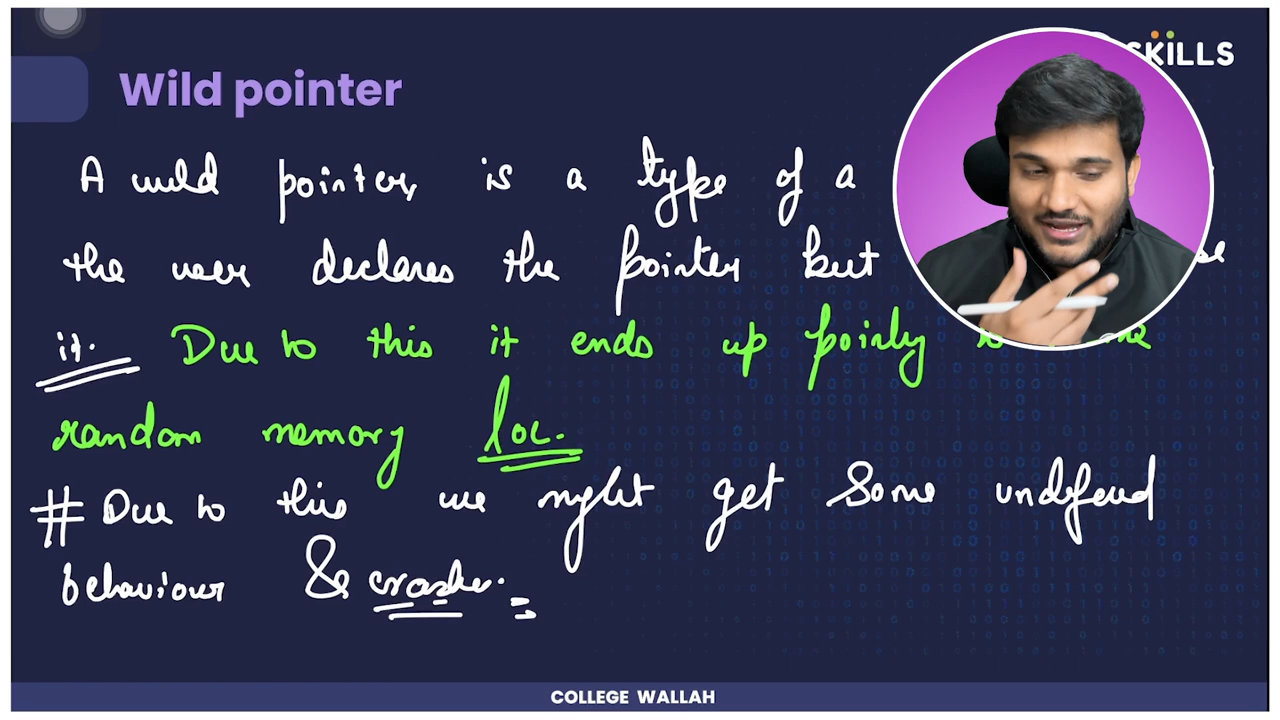 SKILLS
Wild pointer
A wild pointer is a type of a
the user declares the pointer but
it. Due to this it ends up pointing
random memory loc.
# Due to this we might get some undefined
behaviour & crashes.
COLLEGE WALLAH